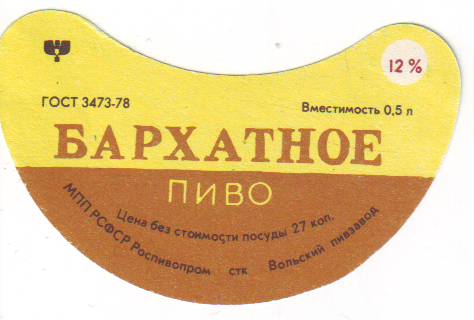 12 %
ГОСТ 3473-78
Вместимость 0,5 л
БАРХАТНОЕ
ПИВО
Цена без стоимости посуды 27 коп.
МПП РСФСР Роспивопром стк Вольский пивзавод